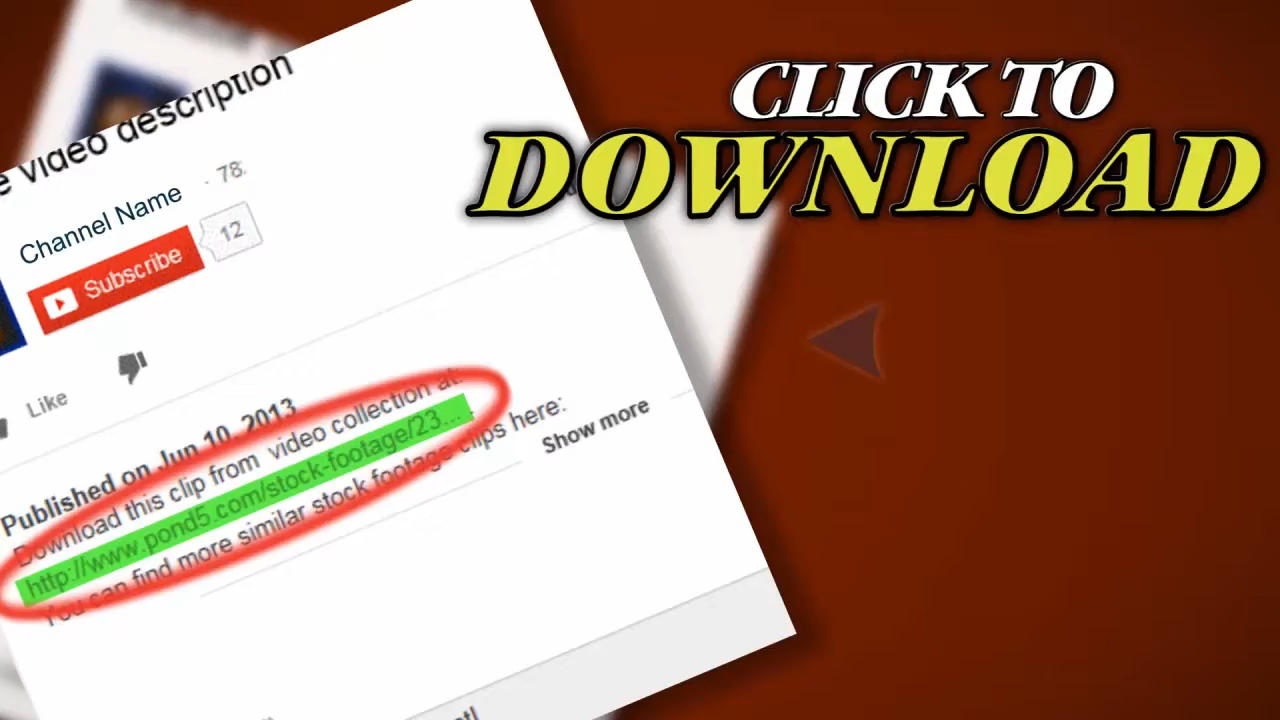 CLICK TO
DOWNLOAD
video description
Channel Name
78
Subscribe
12
Like
Published on Jun 10, 2013
Download this clip from video collection at:
http://www.pond5.com/stock-footage/23...
You can find more similar stock footage clips here:
Show more